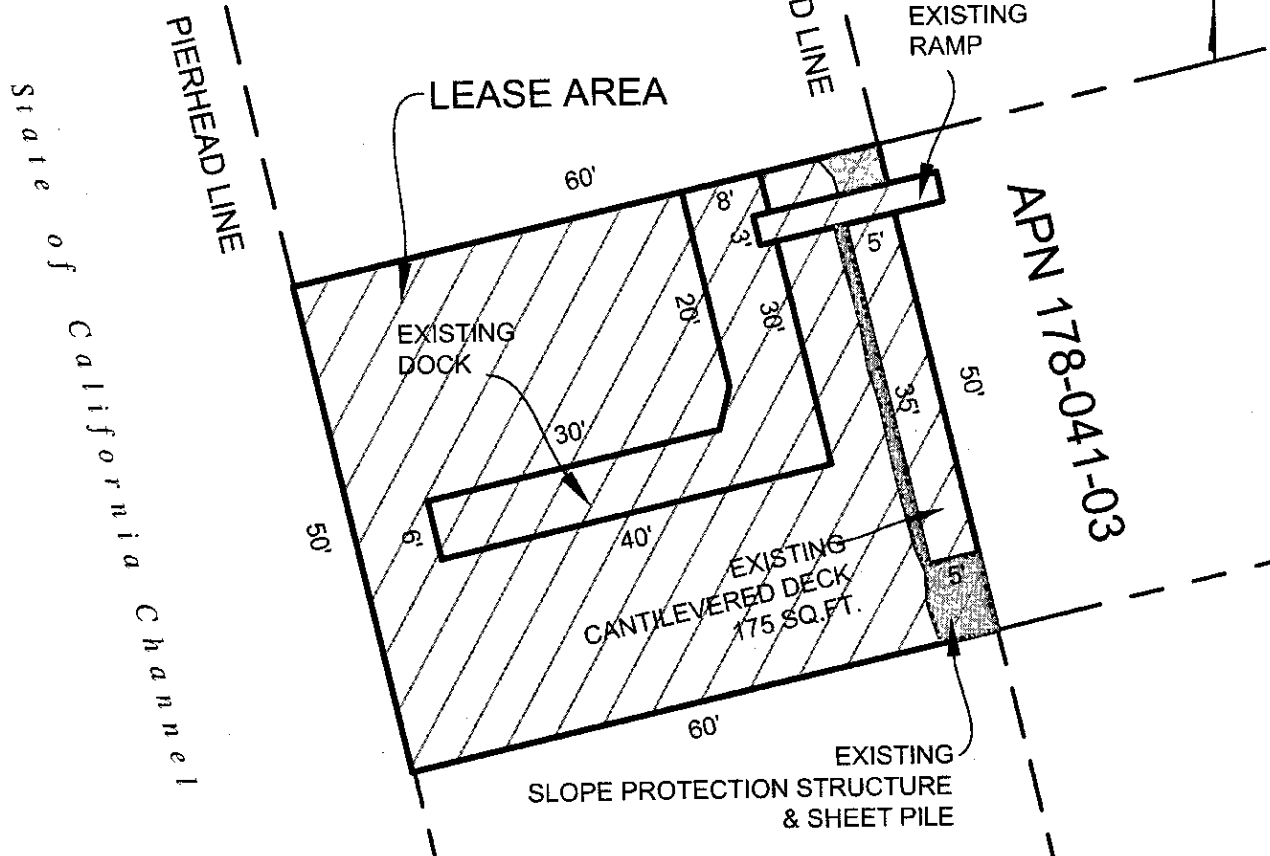 EXISTING
RAMP
D LINE
PIERHEAD LINE
LEASE AREA
State of California Channel
60'
8'
3'
5'
APN 178-041-03
20'
30'
EXISTING
DOCK
35'
50'
30'
6'
40'
50'
EXISTING
CANTILEVERED DECK
175 SQ.FT.
5'
60'
EXISTING
SLOPE PROTECTION STRUCTURE
& SHEET PILE